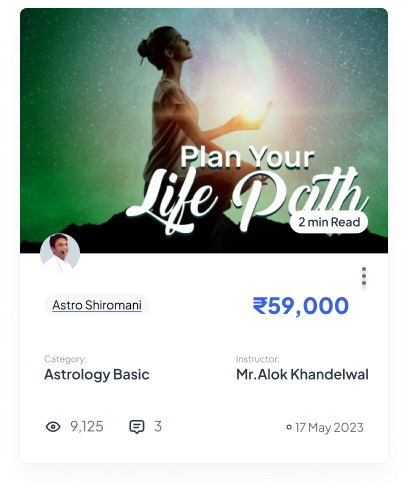 Plan Your
Life Path
2 min Read
Astro Shiromani
₹59,000
Category:
Astrology Basic
Instructor:
Mr.Alok Khandelwal
9,125
3
17 May 2023